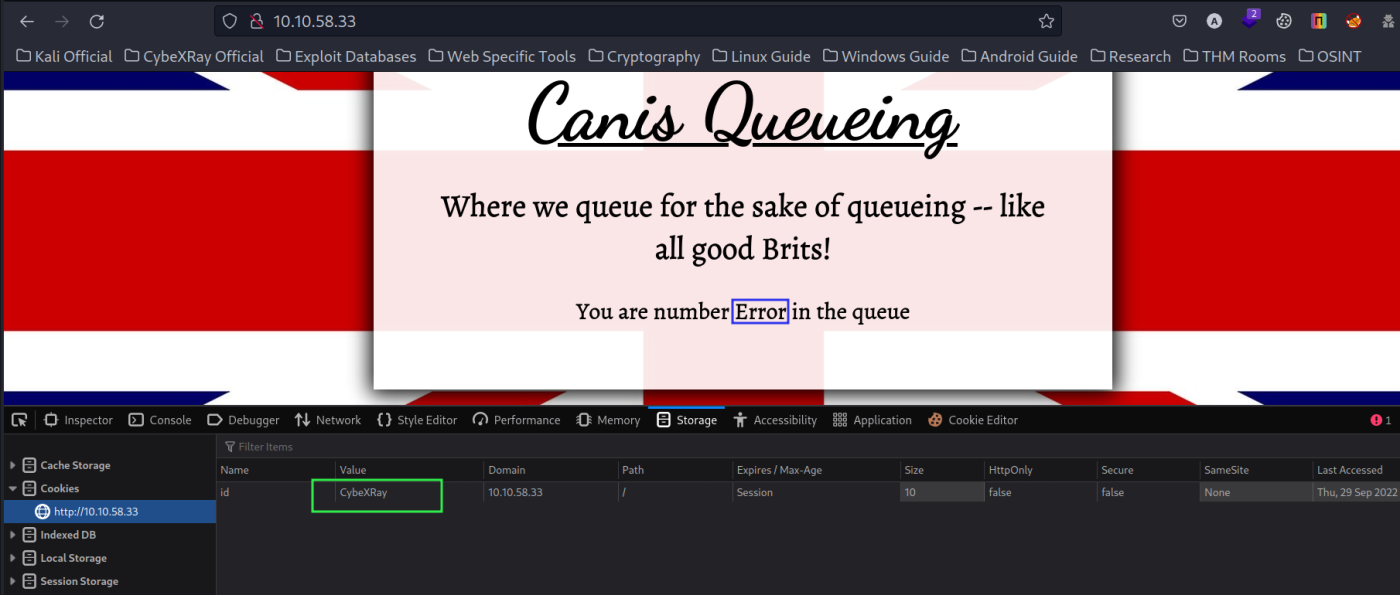 10.10.58.33
A
2
Kali Official CybeXRay Official Exploit Databases Web Specific Tools Cryptography Linux Guide Windows Guide Android Guide Research THM Rooms OSINT
Canis Queueing
Where we queue for the sake of queueing -- like
all good Brits!
You are number Error in the queue
Inspector Console Debugger Network Style Editor Performance Memory Storage Accessibility Application Cookie Editor 1
Filter Items
Cache Storage
Cookies
http://10.10.58.33
Indexed DB
Local Storage
Session Storage
Name Value Domain Path Expires / Max-Age Size HttpOnly Secure SameSite Last Accessed
id CybeXRay 10.10.58.33 / Session 10 false false None Thu, 29 Sep 2022